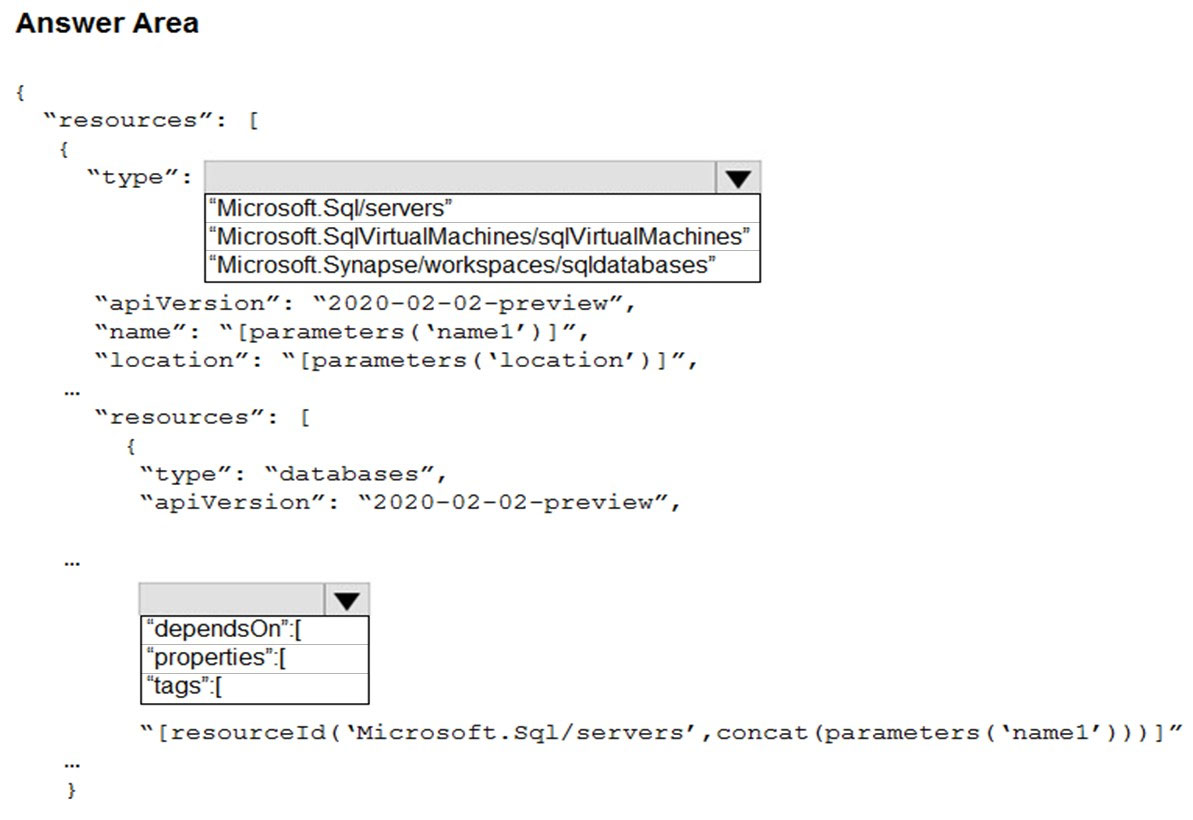 Answer Area
{
“resources”: [
{
“type”:
“Microsoft.Sql/servers”
“Microsoft.SqlVirtualMachines/sqlVirtualMachines”
“Microsoft.Synapse/workspaces/sqldatabases”
“apiVersion”: “2020-02-02-preview”,
“name”: “[parameters(‘name1’)]”,
“location”: “[parameters(‘location’)]”,
…
“resources”: [
{
“type”: “databases”,
“apiVersion”: “2020-02-02-preview”,
…
“dependsOn”:[
“properties”:[
“tags”:[
“[resourceId(‘Microsoft.Sql/servers’,concat(parameters(‘name1’)))]”
…
}